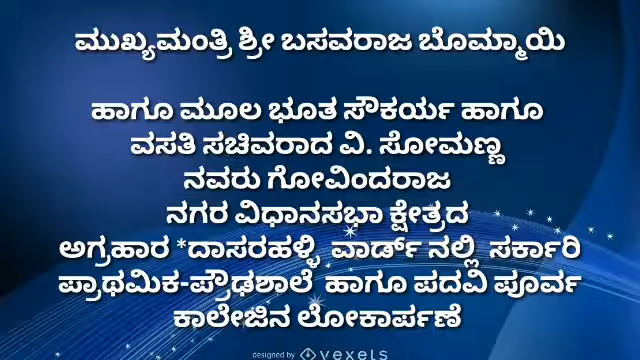 ಮುಖ್ಯಮಂತ್ರಿ ಶ್ರೀ ಬಸವರಾಜ ಬೊಮ್ಮಾಯಿ
ಹಾಗೂ ಮೂಲ ಭೂತ ಸೌಕರ್ಯ ಹಾಗೂ
ವಸತಿ ಸಚಿವರಾದ ವಿ. ಸೋಮಣ್ಣ
ನವರು ಗೋವಿಂದರಾಜ
ನಗರ ವಿಧಾನಸಭಾ ಕ್ಷೇತ್ರದ
ಅಗ್ರಹಾರ *ದಾಸರಹಳ್ಳಿ ವಾರ್ಡ್ ನಲ್ಲಿ ಸರ್ಕಾರಿ
ಪ್ರಾಥಮಿಕ-ಪ್ರೌಢಶಾಲೆ ಹಾಗೂ ಪದವಿ ಪೂರ್ವ
ಕಾಲೇಜಿನ ಲೋಕಾರ್ಪಣೆ
designed by vexels